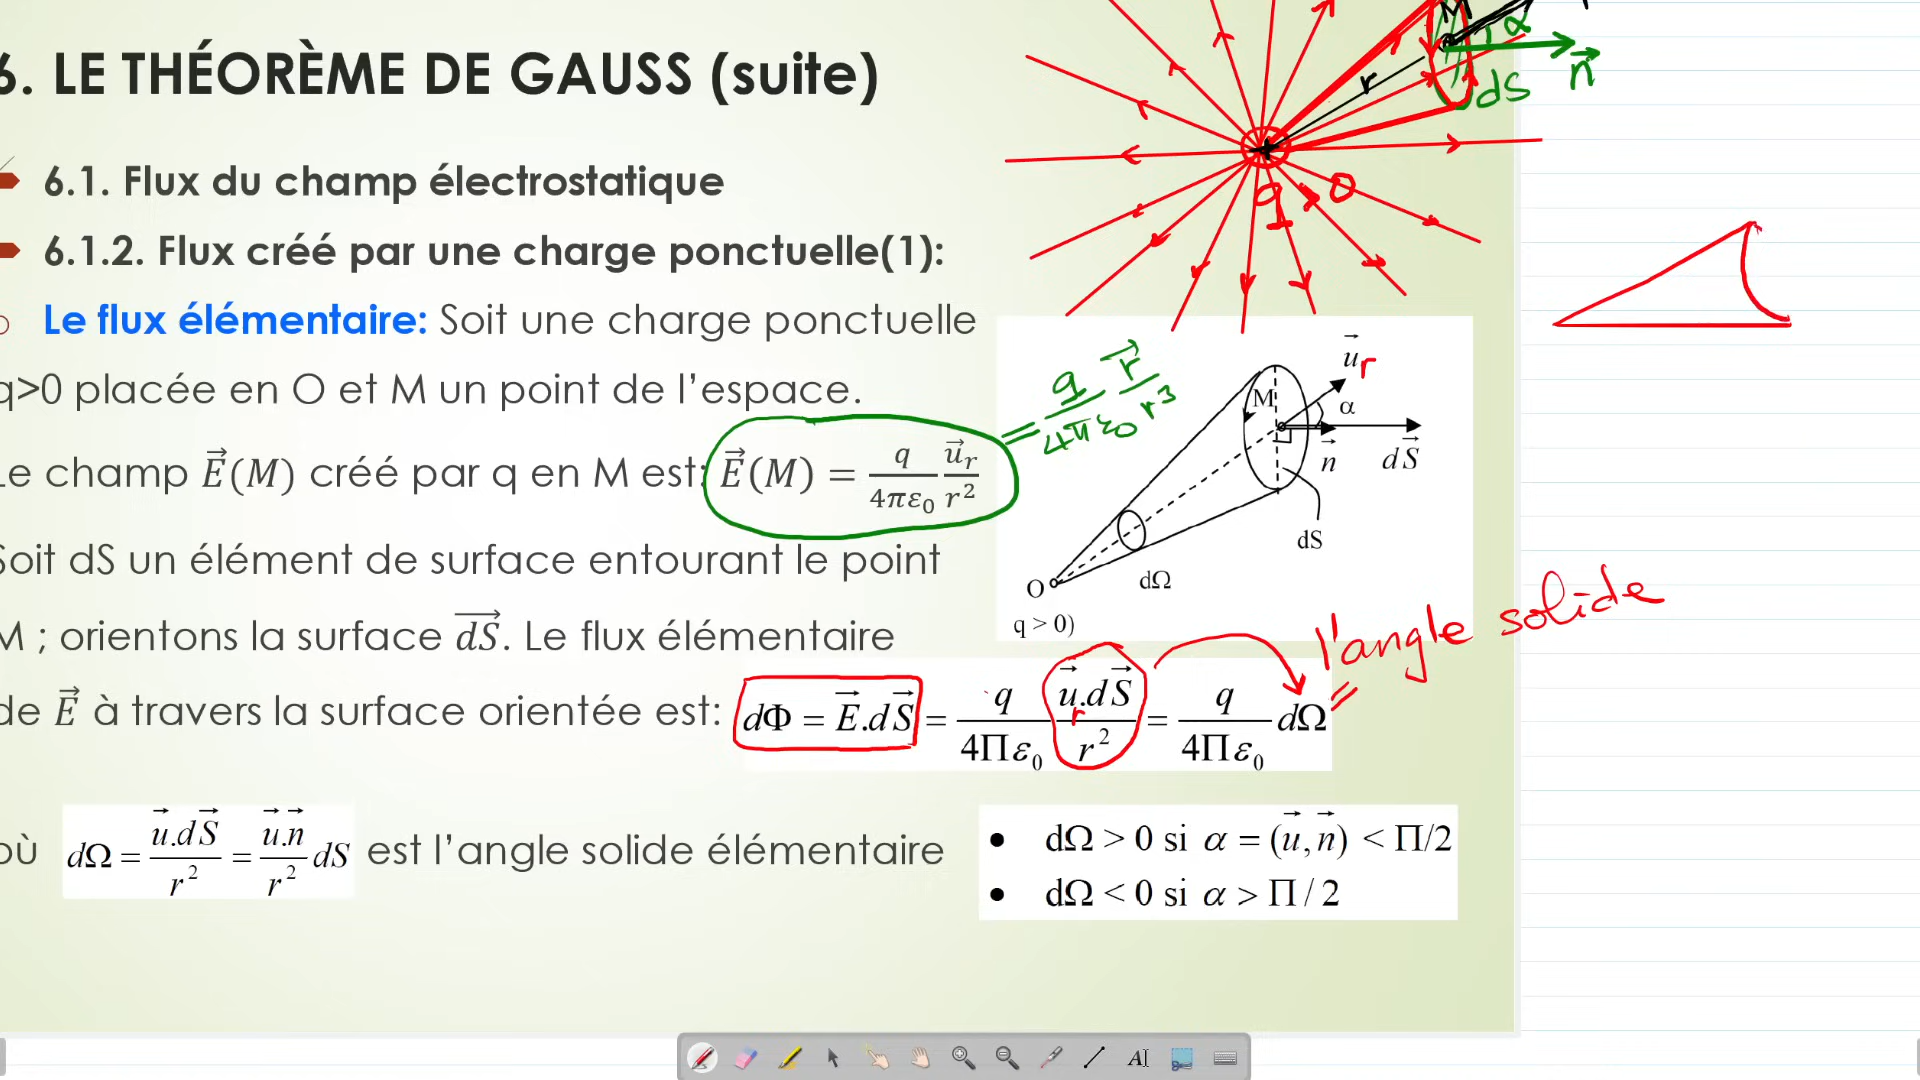 6. LE THÉORÈME DE GAUSS (suite)
M
α
dS
n⃗
r
q > 0
6.1. Flux du champ électrostatique
6.1.2. Flux créé par une charge ponctuelle(1):
Le flux élémentaire: Soit une charge ponctuelle
q>0 placée en O et M un point de l’espace.
= q/(4πε₀) r⃗/r³
Le champ E⃗(M) créé par q en M est: E⃗(M) = q/(4πε₀) u⃗ᵣ/r²
Soit dS un élément de surface entourant le point
M ; orientons la surface dS⃗. Le flux élémentaire
de E⃗ à travers la surface orientée est: dΦ = E⃗.dS⃗ = q/(4Πε₀) u⃗ᵣ.dS⃗/r² = q/(4Πε₀) dΩ
u⃗ r
M
α
n⃗
dS⃗
dS
dΩ
O
q > 0)
l'angle solide
où dΩ = u⃗.dS⃗/r² = u⃗.n⃗/r² dS est l’angle solide élémentaire
• dΩ > 0 si α = (u⃗, n⃗) < Π/2
• dΩ < 0 si α > Π / 2